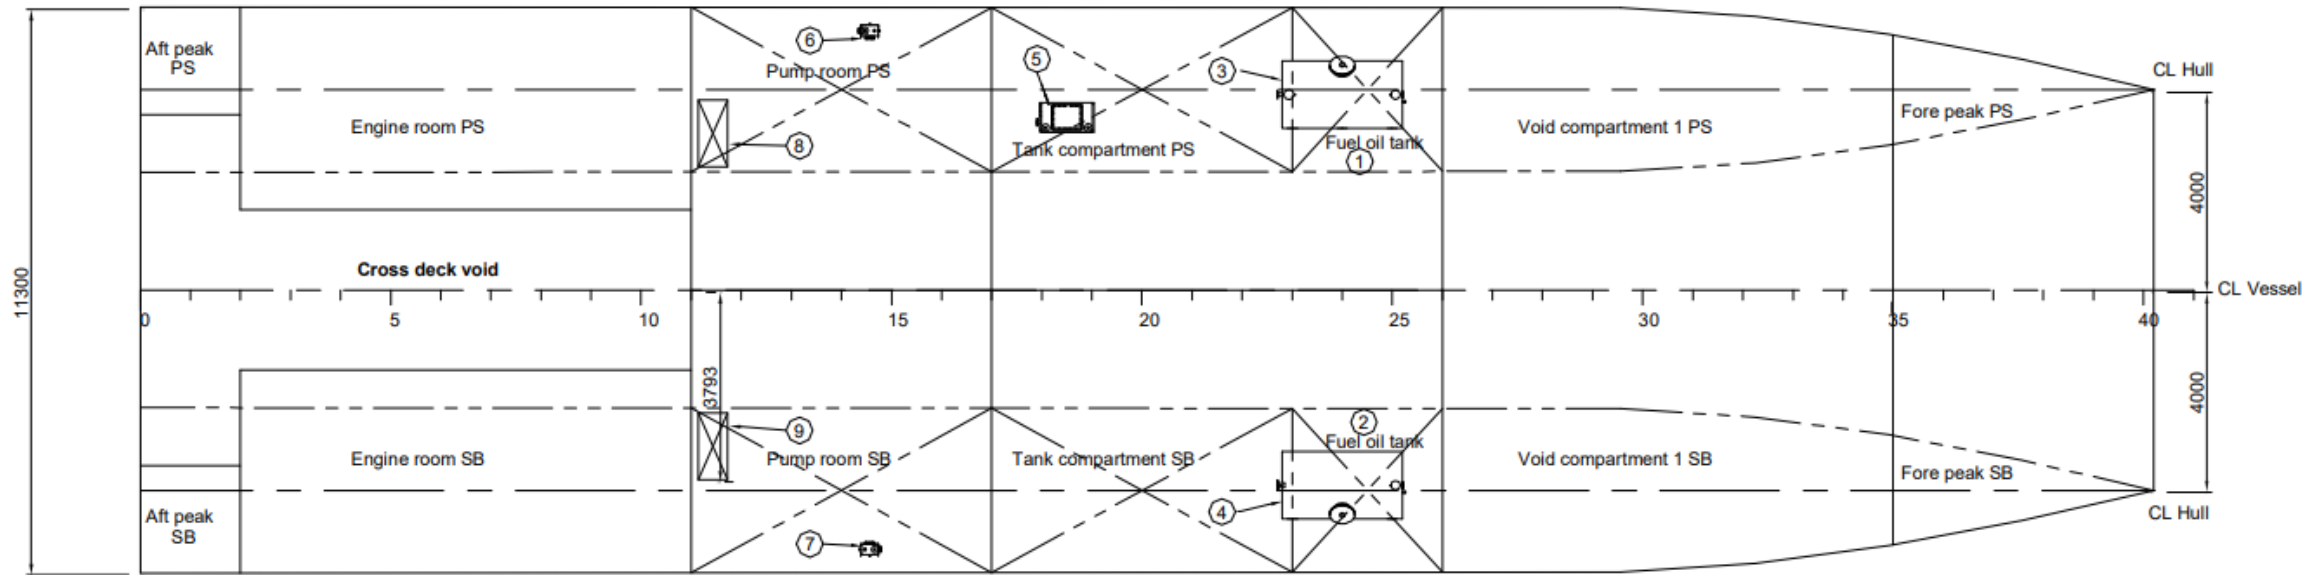 Aft peak
PS
6
Pump room PS
5
3
CL Hull
Engine room PS
8
Tank compartment PS
Fuel oil tank
1
Void compartment 1 PS
Fore peak PS
4000
11300
Cross deck void
CL Vessel
0
5
10
15
20
25
30
35
40
3793
4000
9
2
Fuel oil tank
Engine room SB
Pump room SB
Tank compartment SB
Void compartment 1 SB
Fore peak SB
Aft peak
SB
4
CL Hull
7